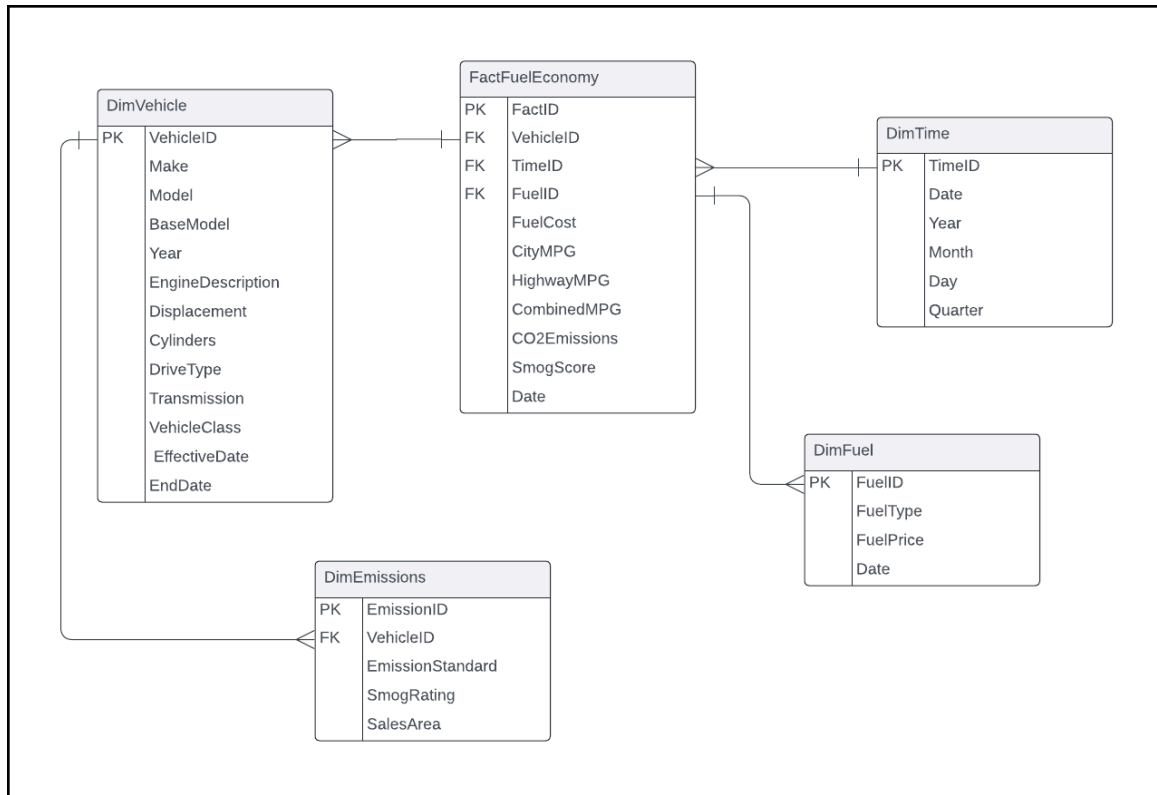 DimVehicle
PK VehicleID
Make
Model
BaseModel
Year
EngineDescription
Displacement
Cylinders
DriveType
Transmission
VehicleClass
EffectiveDate
EndDate
FactFuelEconomy
PK FactID
FK VehicleID
FK TimeID
FK FuelID
FuelCost
CityMPG
HighwayMPG
CombinedMPG
CO2Emissions
SmogScore
Date
DimTime
PK TimeID
Date
Year
Month
Day
Quarter
DimFuel
PK FuelID
FuelType
FuelPrice
Date
DimEmissions
PK EmissionID
FK VehicleID
EmissionStandard
SmogRating
SalesArea